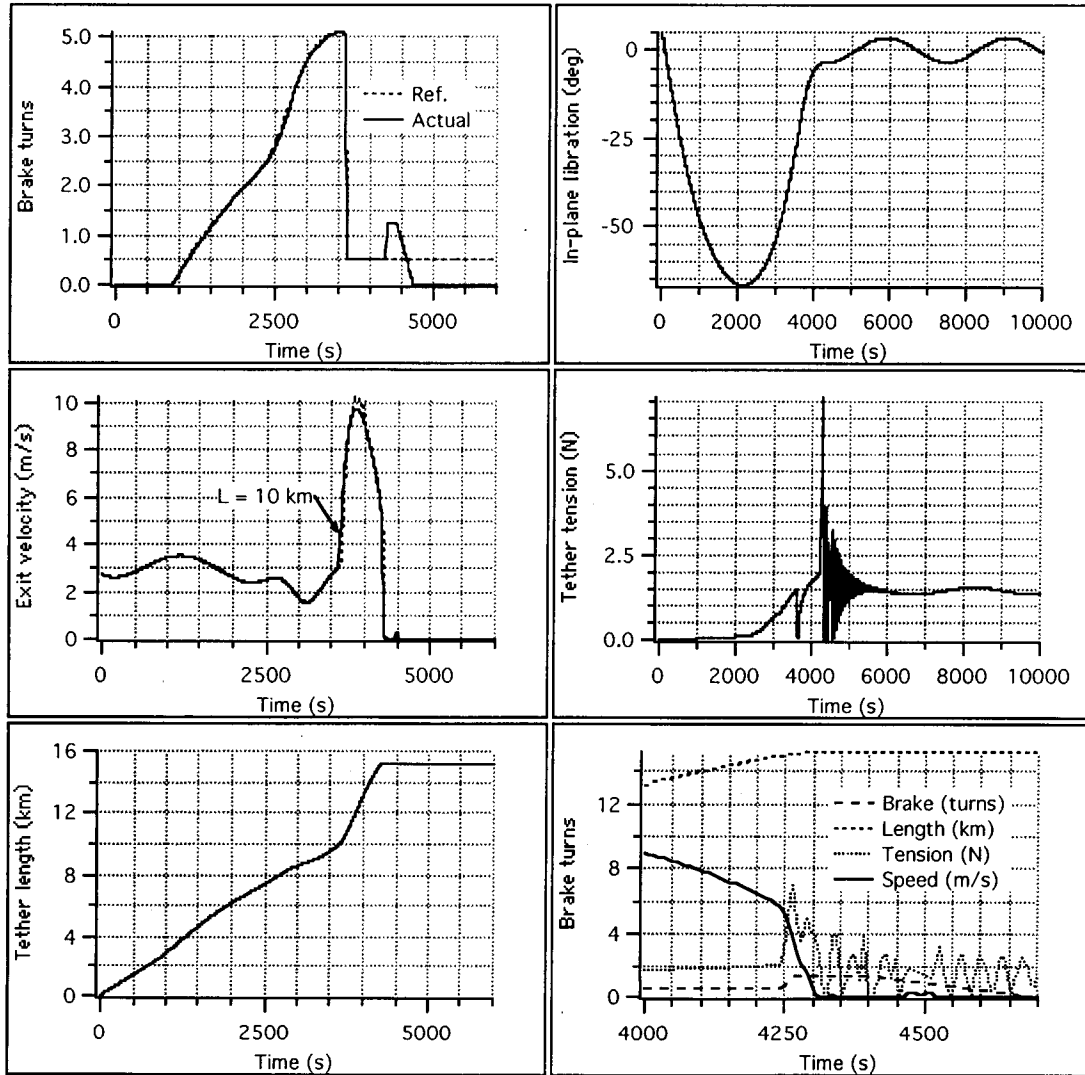 5.0
4.0
3.0
2.0
1.0
0.0
Brake turns
Ref.
Actual
0 2500 5000
Time (s)
0
-25
-50
In-plane libration (deg)
0 2000 4000 6000 8000 10000
Time (s)
10
8
6
4
2
0
Exit velocity (m/s)
L = 10 km
0 2500 5000
Time (s)
5.0
2.5
0.0
Tether tension (N)
0 2000 4000 6000 8000 10000
Time (s)
16
12
8
4
0
Tether length (km)
0 2500 5000
Time (s)
12
8
4
0
Brake turns
Brake (turns)
Length (km)
Tension (N)
Speed (m/s)
4000 4250 4500
Time (s)